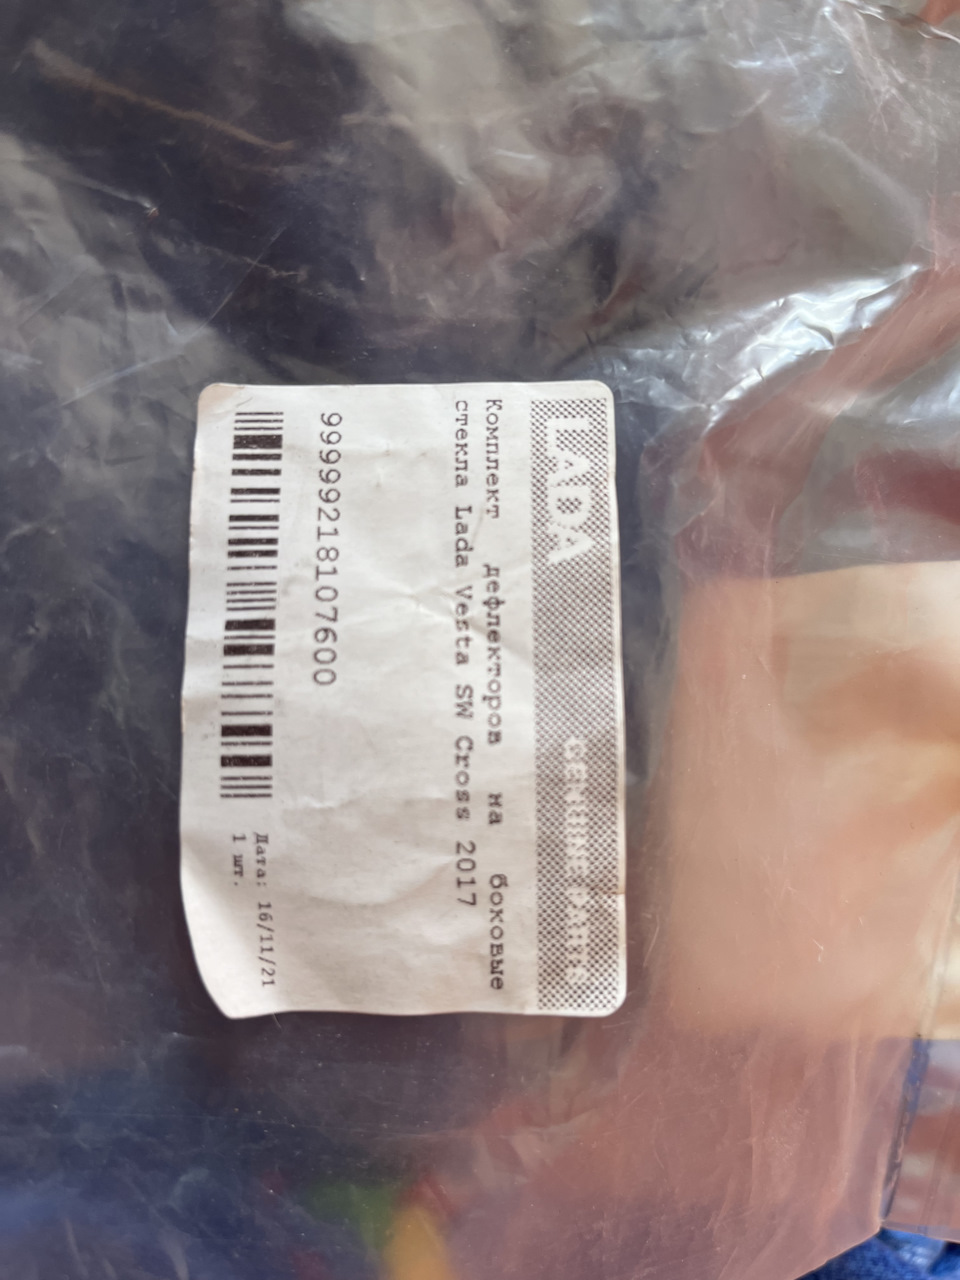 LADA GENUINE PARTS
Комплект дефлекторов на боковые
стекла Lada Vesta SW Cross 2017
99999218107600
Дата: 16/11/21
1 шт.